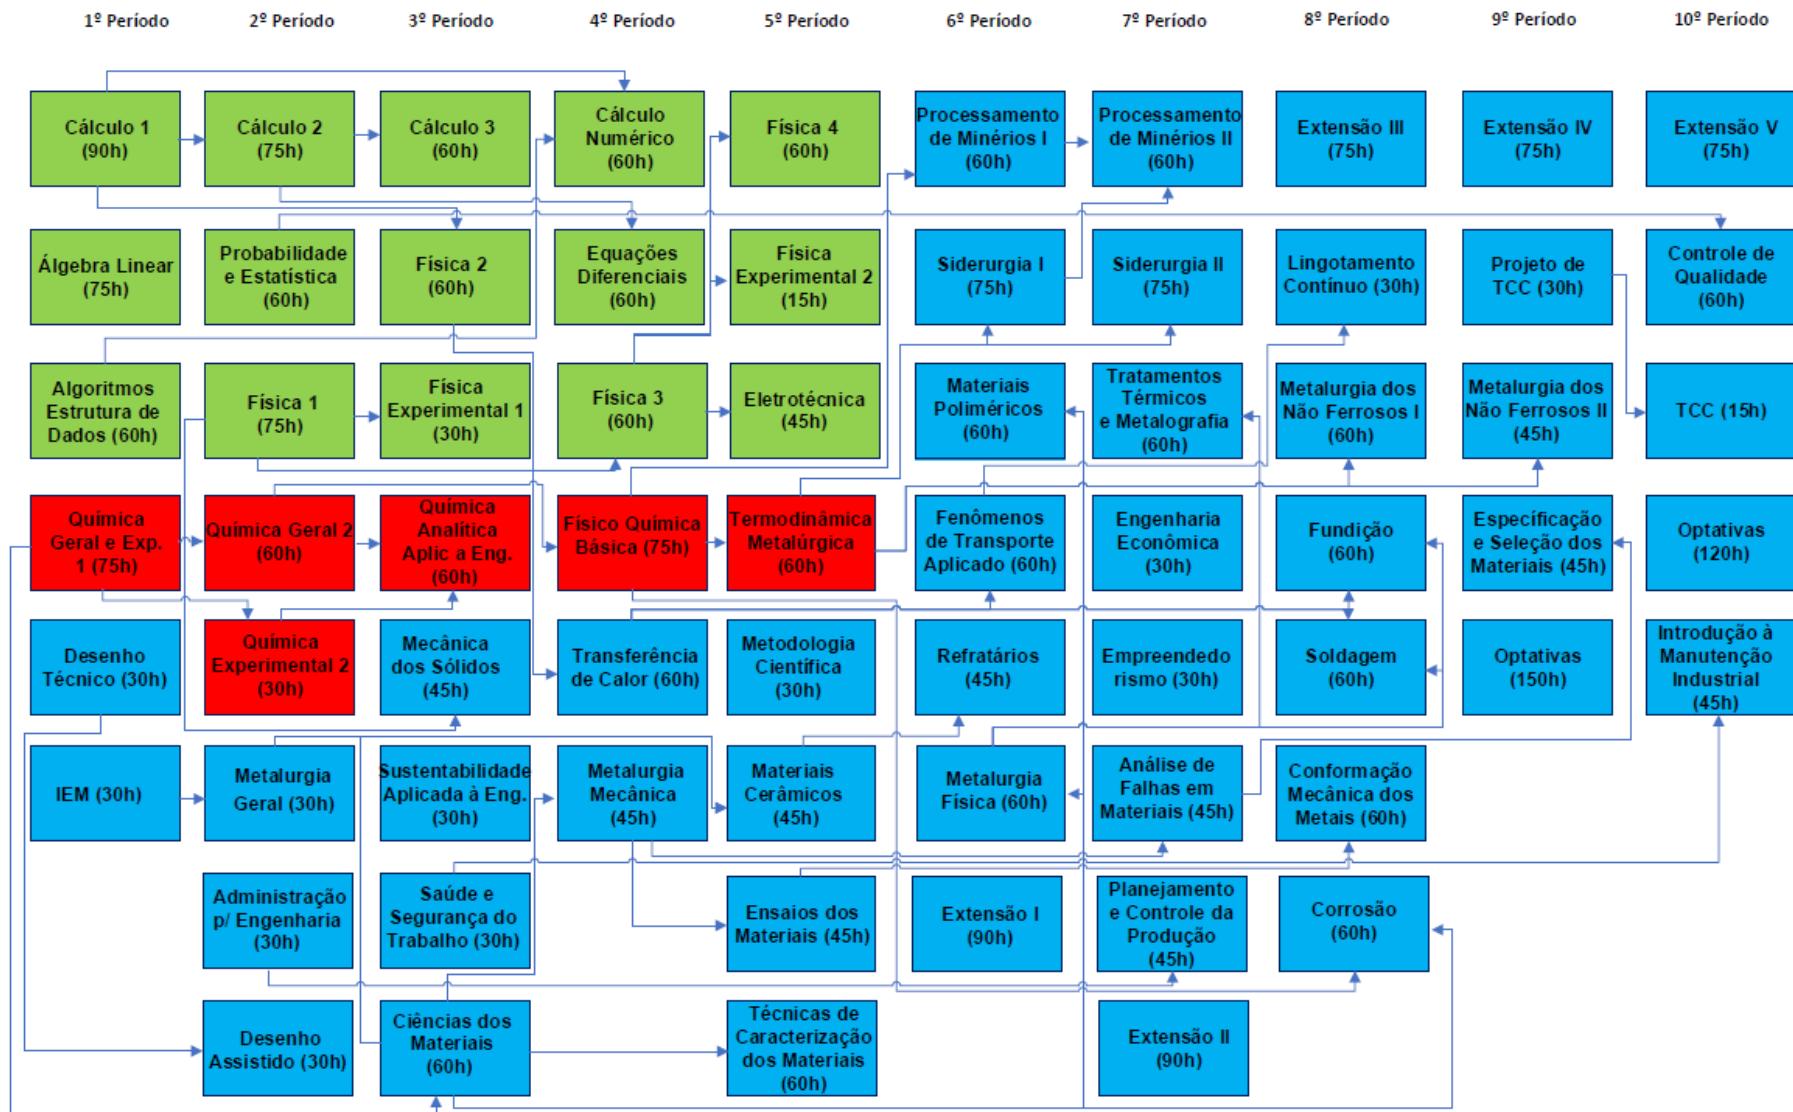 1º Período
2º Período
3º Período
4º Período
5º Período
6º Período
7º Período
8º Período
9º Período
10º Período
Cálculo 1
(90h)
Cálculo 2
(75h)
Cálculo 3
(60h)
Cálculo
Numérico
(60h)
Física 4
(60h)
Processamento
de Minérios I
(60h)
Processamento
de Minérios II
(60h)
Extensão III
(75h)
Extensão IV
(75h)
Extensão V
(75h)
Álgebra Linear
(75h)
Probabilidade
e Estatística
(60h)
Física 2
(60h)
Equações
Diferenciais
(60h)
Física
Experimental 2
(15h)
Siderurgia I
(75h)
Siderurgia II
(75h)
Lingotamento
Contínuo (30h)
Projeto de
TCC (30h)
Controle de
Qualidade
(60h)
Algoritmos
Estrutura de
Dados (60h)
Física 1
(75h)
Física
Experimental 1
(30h)
Física 3
(60h)
Eletrotécnica
(45h)
Materiais
Poliméricos
(60h)
Tratamentos
Térmicos
e Metalografia
(60h)
Metalurgia dos
Não Ferrosos I
(60h)
Metalurgia dos
Não Ferrosos II
(45h)
TCC (15h)
Química
Geral e Exp.
1 (75h)
Química Geral 2
(60h)
Química
Analítica
Aplic a Eng.
(60h)
Físico Química
Básica (75h)
Termodinâmica
Metalúrgica
(60h)
Fenômenos
de Transporte
Aplicado (60h)
Engenharia
Econômica
(30h)
Fundição
(60h)
Específicação
e Seleção dos
Materiais (45h)
Optativas
(120h)
Desenho
Técnico (30h)
Química
Experimental 2
(30h)
Mecânica
dos Sólidos
(45h)
Transferência
de Calor (60h)
Metodologia
Científica
(30h)
Refratários
(45h)
Empreendedo
rismo (30h)
Soldagem
(60h)
Optativas
(150h)
Introdução à
Manutenção
Industrial
(45h)
IEM (30h)
Metalurgia
Geral (30h)
Sustentabilidade
Aplicada à Eng.
(30h)
Metalurgia
Mecânica
(45h)
Materiais
Cerâmicos
(45h)
Metalurgia
Física (60h)
Análise de
Falhas em
Materiais (45h)
Conformação
Mecânica dos
Metais (60h)
Administração
p/ Engenharia
(30h)
Saúde e
Segurança do
Trabalho (30h)
Ensaios dos
Materiais (45h)
Extensão I
(90h)
Planejamento
e Controle da
Produção
(45h)
Corrosão
(60h)
Desenho
Assistido (30h)
Ciências dos
Materiais
(60h)
Técnicas de
Caracterização
dos Materiais
(60h)
Extensão II
(90h)